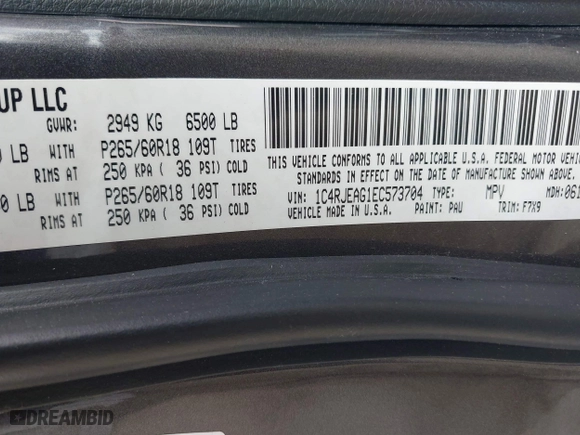 UP LLC
GVWR: 2949 KG 6500 LB
LB WITH P265/60R18 109T TIRES
RIMS AT 250 KPA ( 36 PSI) COLD
0 LB WITH P265/60R18 109T TIRES
RIMS AT 250 KPA ( 36 PSI) COLD
THIS VEHICLE CONFORMS TO ALL APPLICABLE U.S.A. FEDERAL MOTOR
STANDARDS IN EFFECT ON THE DATE OF MANUFACTURE SHOWN ABOVE.
VIN: 1C4RJEAG1EC573704 TYPE: MPV MDH: 061
VEHICLE MADE IN U.S.A. PAINT: PAU TRIM: F7X9
DREAMBID